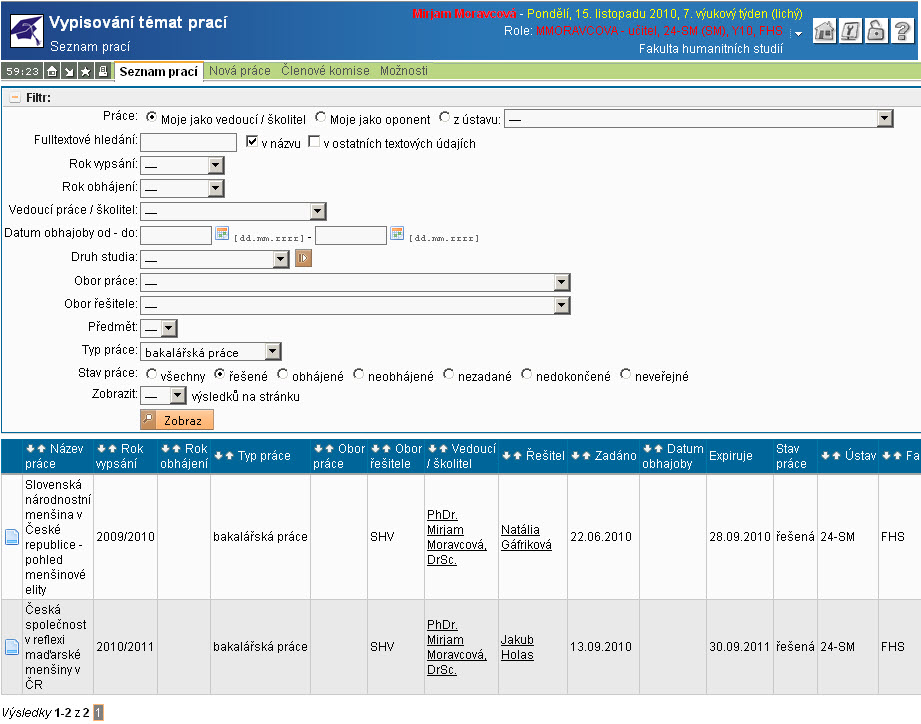 Vypisování témat prací
Mirjam Moravcová - Pondělí, 15. listopadu 2010, 7. výukový týden (lichý)
Role: MMORAVCOVA - učitel, 24-SM (SM), Y10, FHS
Seznam prací
Fakulta humanitních studií
59:23 Seznam prací Nová práce Členové komise Možnosti
Filtr:
Práce: Moje jako vedoucí / školitel Moje jako oponent z ústavu: —
Fulltextové hledání: v názvu v ostatních textových údajích
Rok vypsání: —
Rok obhájení: —
Vedoucí práce / školitel: —
Datum obhajoby od - do: [dd.mm.rrrr] - [dd.mm.rrrr]
Druh studia: —
Obor práce: —
Obor řešitele: —
Předmět: —
Typ práce: bakalářská práce
Stav práce: všechny řešené obhájené neobhájené nezadané nedokončené neveřejné
Zobrazit: — výsledků na stránku
Zobraz
Název práce
Rok vypsání
Rok obhájení
Typ práce
Obor práce
Obor řešitele
Vedoucí / školitel
Řešitel
Zadáno
Datum obhajoby
Expiruje
Stav práce
Ústav
Fa
Slovenská
národnostní
menšina v
České
republice -
pohled
menšinové
elity
2009/2010
bakalářská práce
SHV
PhDr.
Mirjam
Moravcová,
DrSc.
Natália
Gáfriková
22.06.2010
28.09.2010
řešená
24-SM
FHS
Česká
společnost
v reflexi
maďarské
menšiny v
ČR
2010/2011
bakalářská práce
SHV
PhDr.
Mirjam
Moravcová,
DrSc.
Jakub
Holas
13.09.2010
30.09.2011
řešená
24-SM
FHS
Výsledky 1-2 z 2 1